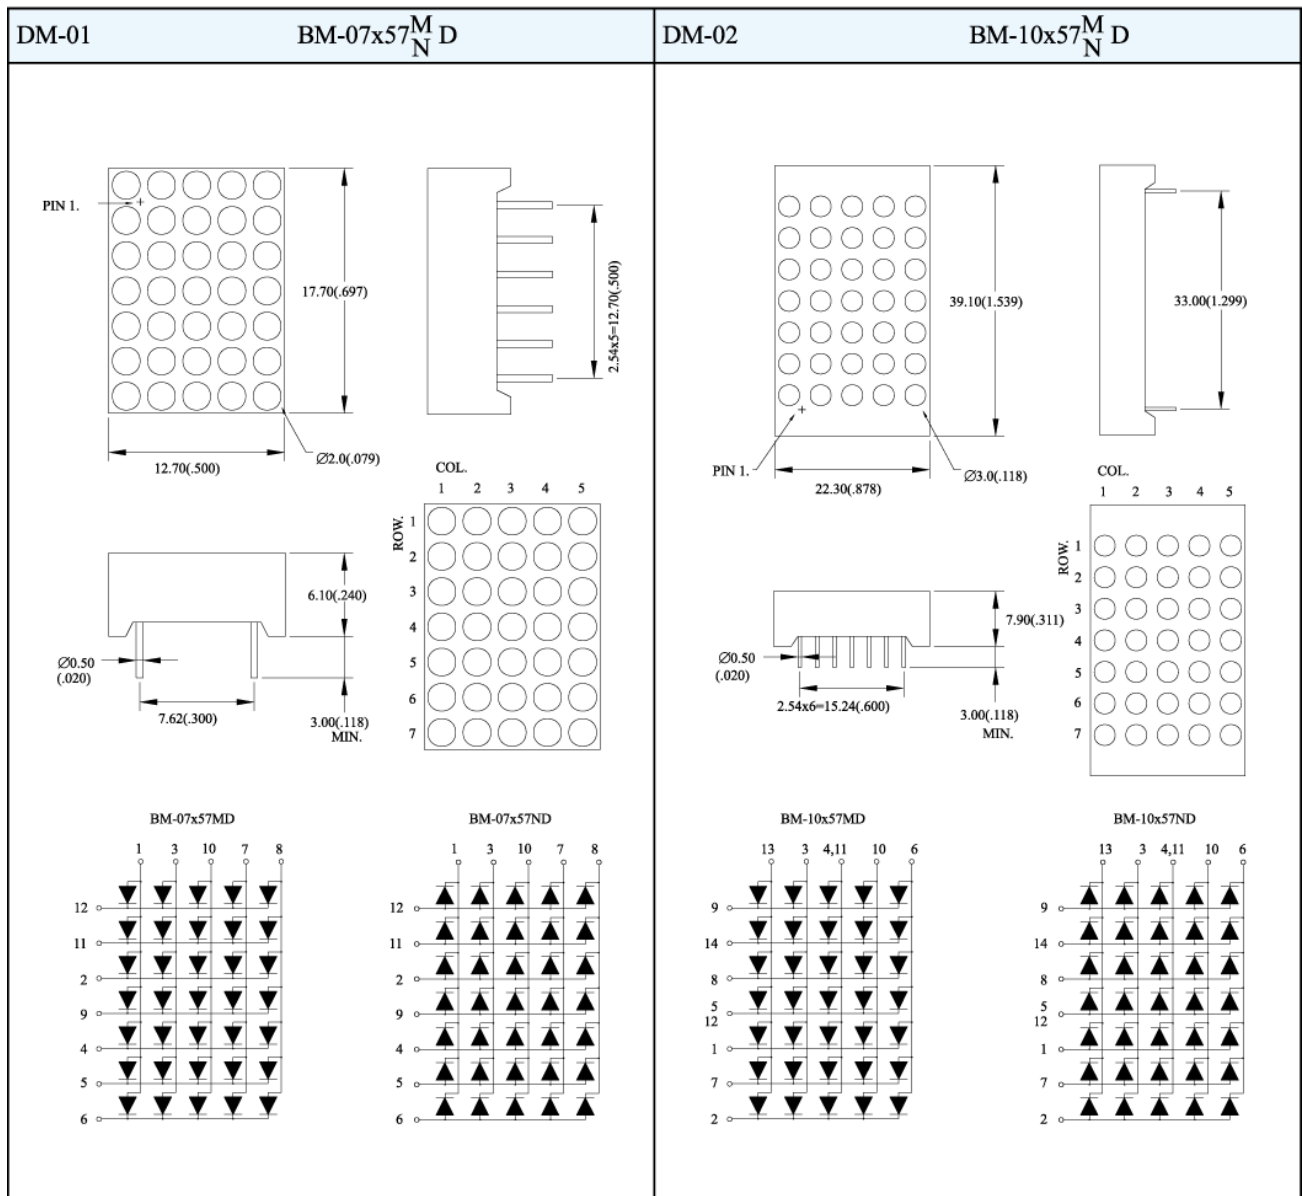 DM-01 BM-07x57 M/N D
PIN 1.
17.70(.697)
2.54x5=12.70(.500)
12.70(.500)
Ø2.0(.079)
COL.
1 2 3 4 5
ROW.
1
2
3
4
5
6
7
6.10(.240)
Ø0.50
(.020)
7.62(.300)
3.00(.118)
MIN.
BM-07x57MD
1 3 10 7 8
12
11
2
9
4
5
6
BM-07x57ND
1 3 10 7 8
12
11
2
9
4
5
6
DM-02 BM-10x57 M/N D
39.10(1.539)
33.00(1.299)
PIN 1.
22.30(.878)
Ø3.0(.118)
COL.
1 2 3 4 5
ROW.
1
2
3
4
5
6
7
7.90(.311)
Ø0.50
(.020)
2.54x6=15.24(.600)
3.00(.118)
MIN.
BM-10x57MD
13 3 4,11 10 6
9
14
8
5
12
1
7
2
BM-10x57ND
13 3 4,11 10 6
9
14
8
5
12
1
7
2